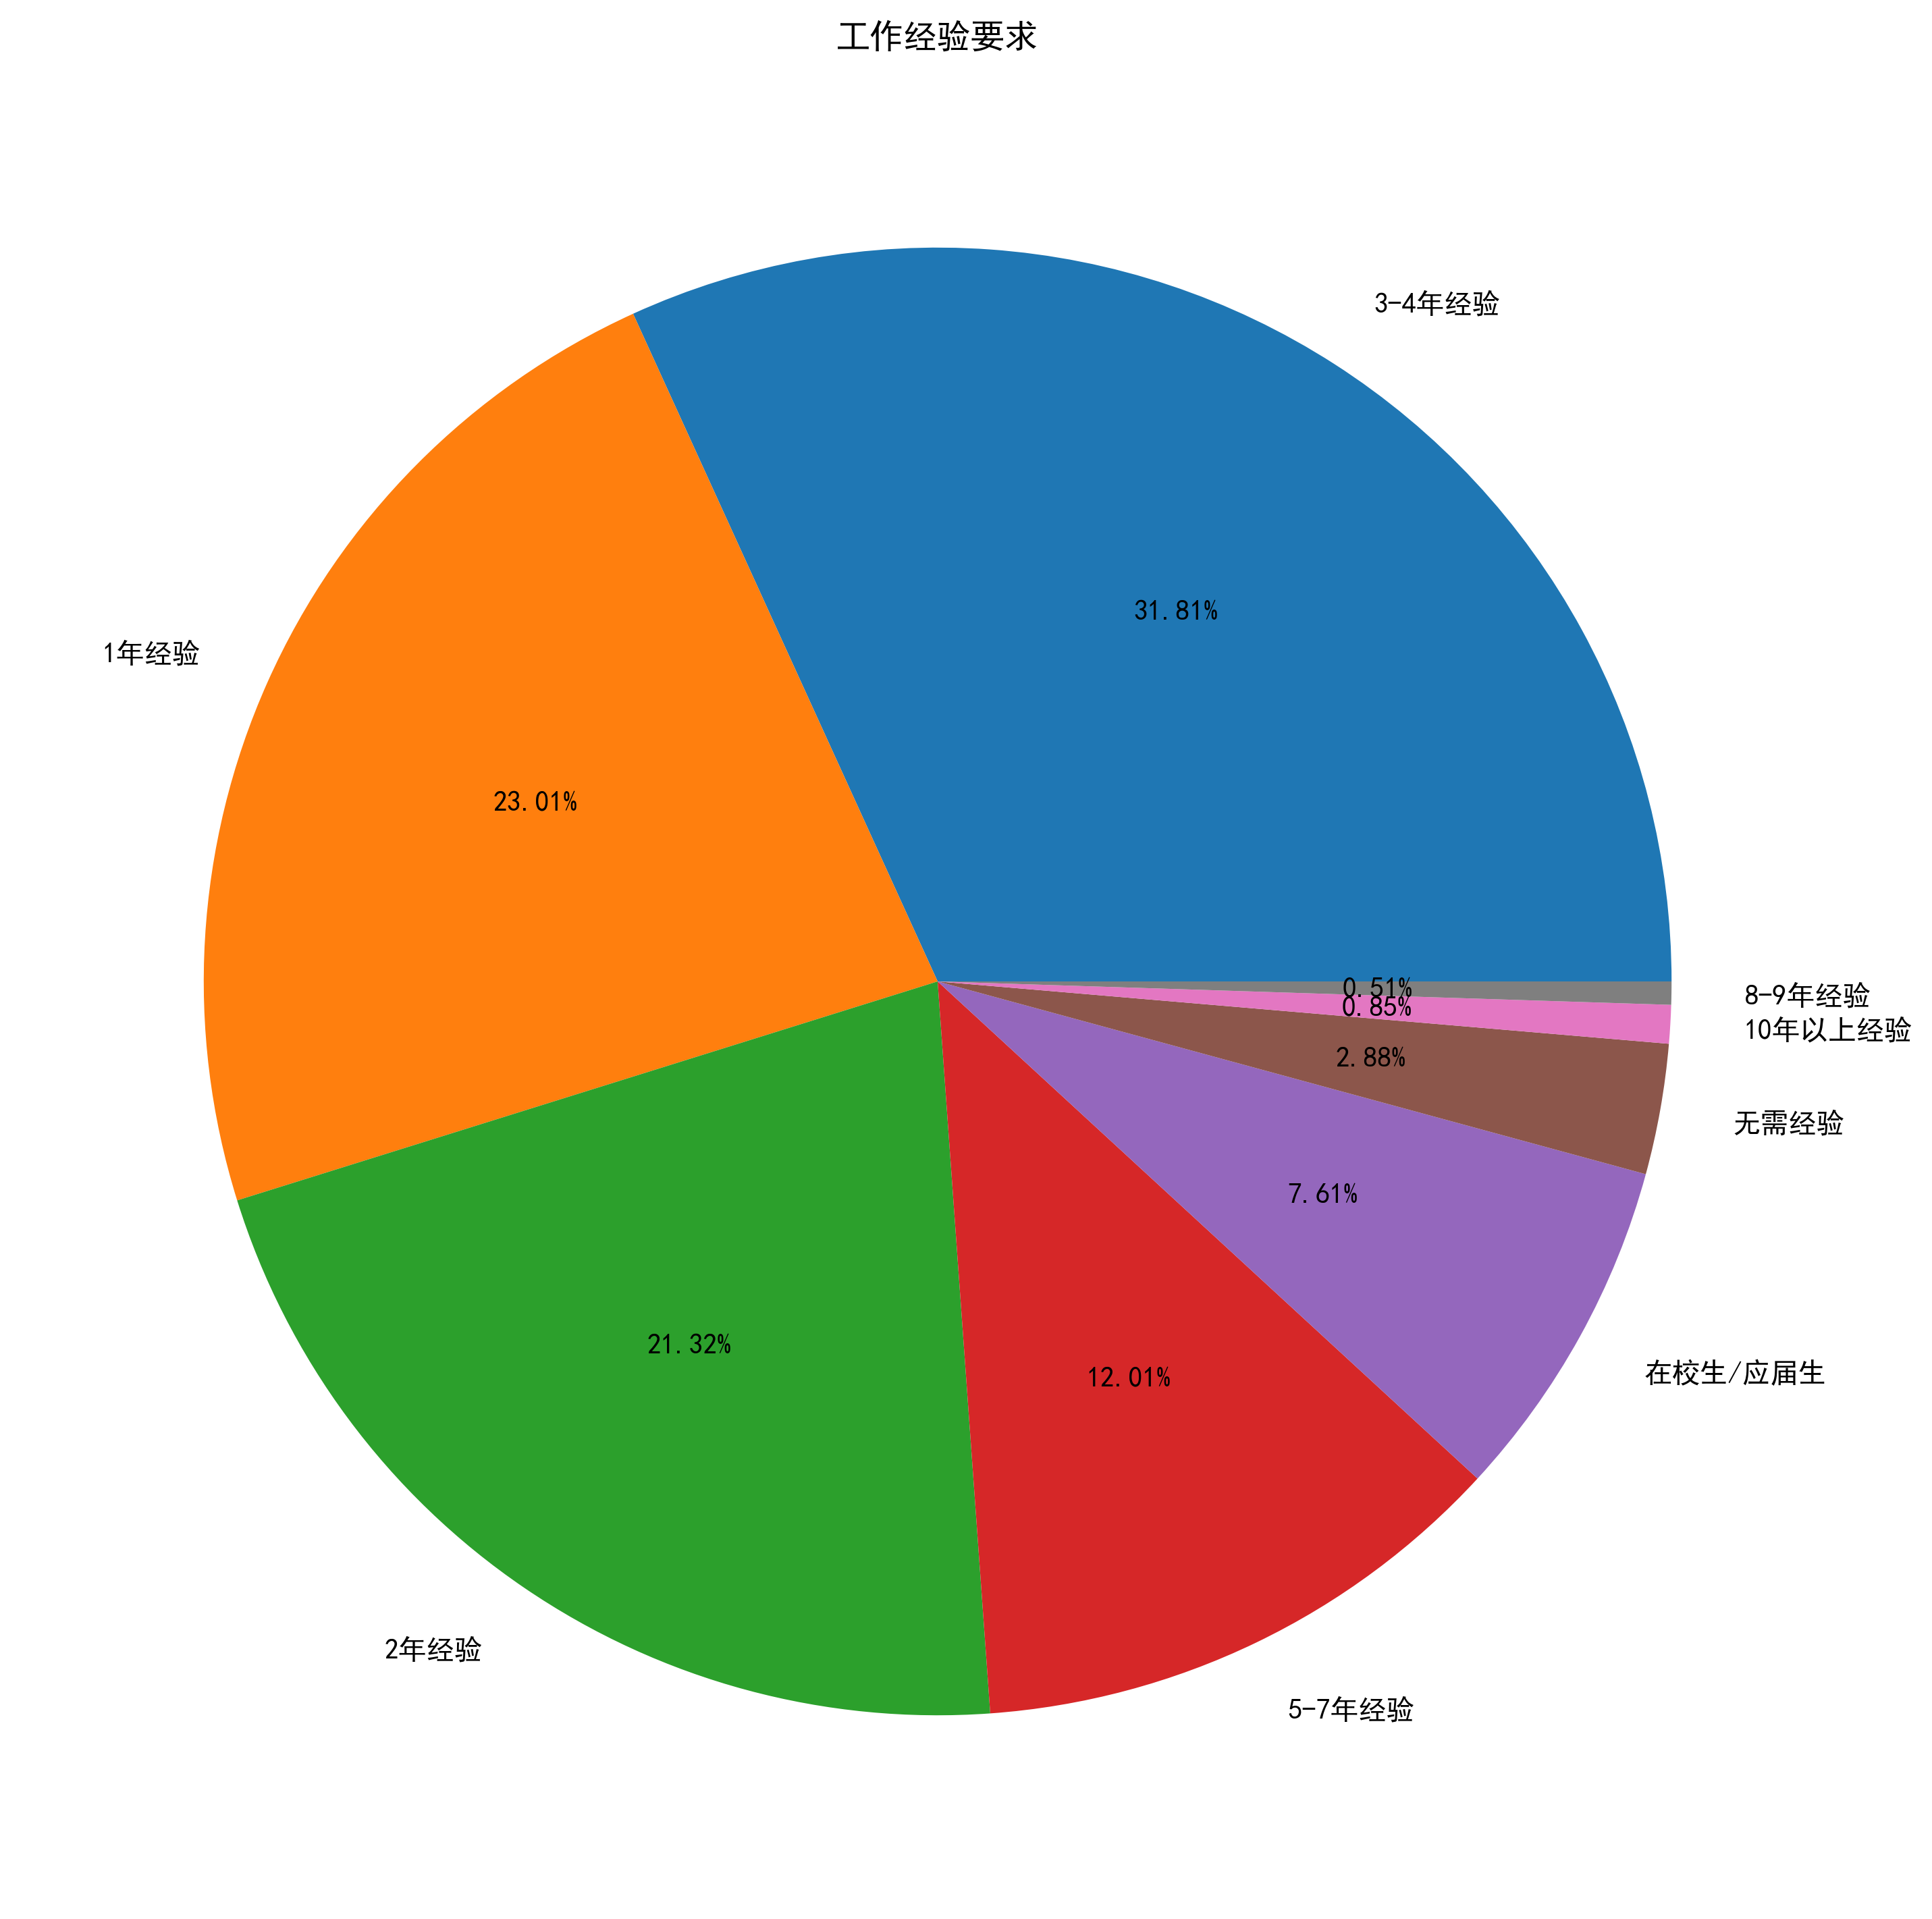 工作经验要求
3-4年经验
31.81%
1年经验
23.01%
0.51%
8-9年经验
0.85%
10年以上经验
2.88%
无需经验
7.61%
在校生/应届生
21.32%
12.01%
2年经验
5-7年经验